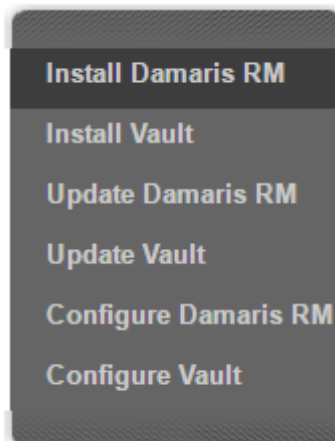 Install Damaris RM
Install Vault
Update Damaris RM
Update Vault
Configure Damaris RM
Configure Vault